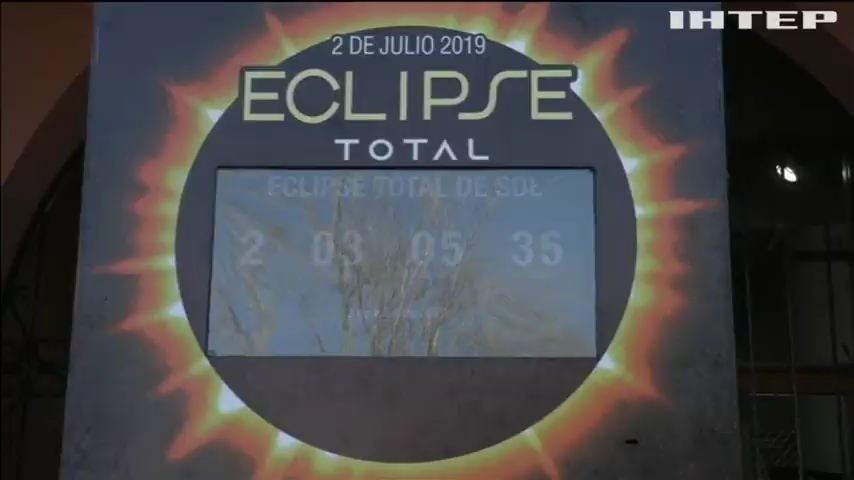 ІНТЕР
2 DE JULIO 2019
ECLIPSE
TOTAL
ECLIPSE TOTAL DE SOL
2 03 05 35